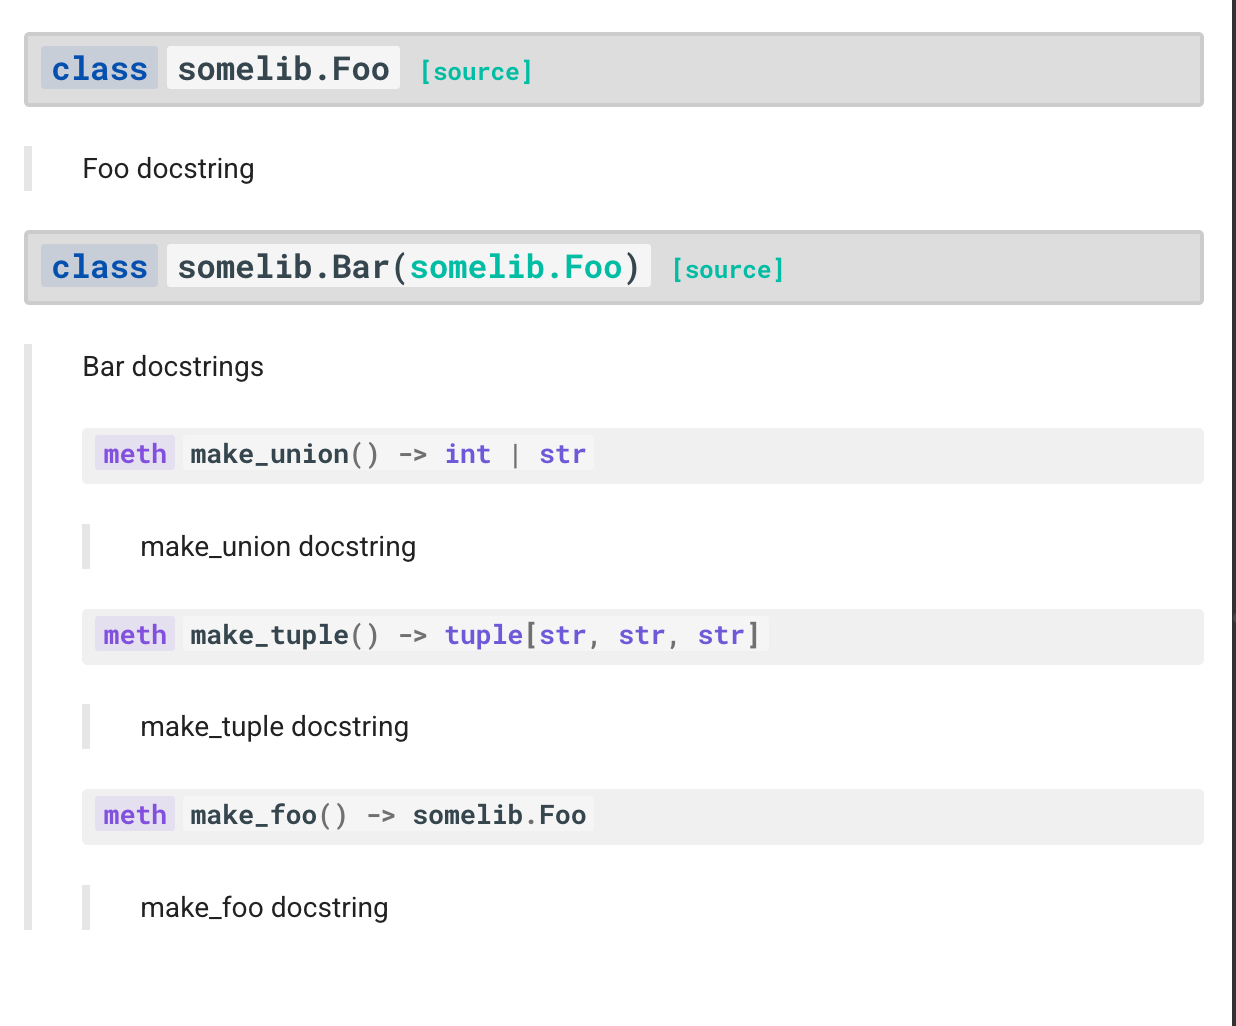 class somelib.Foo [source]
Foo docstring
class somelib.Bar(somelib.Foo) [source]
Bar docstrings
meth make_union() -> int | str
make_union docstring
meth make_tuple() -> tuple[str, str, str]
make_tuple docstring
meth make_foo() -> somelib.Foo
make_foo docstring